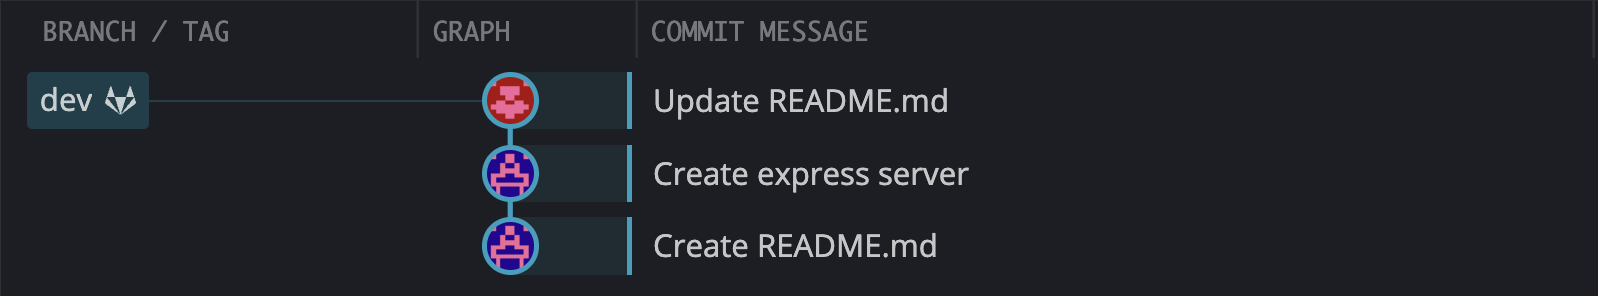 BRANCH / TAG GRAPH COMMIT MESSAGE
dev Update README.md
Create express server
Create README.md